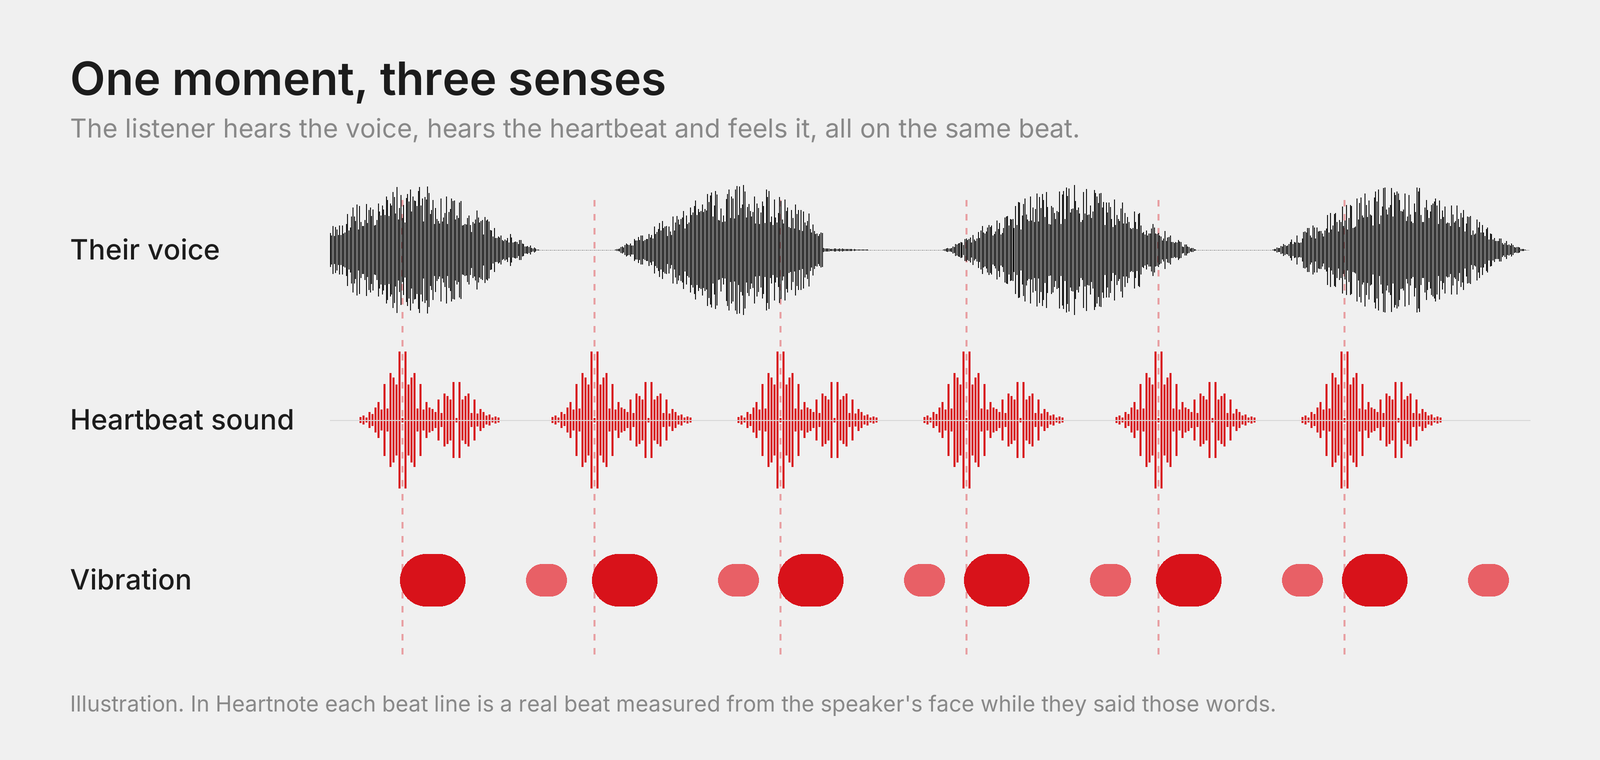 One moment, three senses
The listener hears the voice, hears the heartbeat and feels it, all on the same beat.
Their voice
Heartbeat sound
Vibration
Illustration. In Heartnote each beat line is a real beat measured from the speaker's face while they said those words.